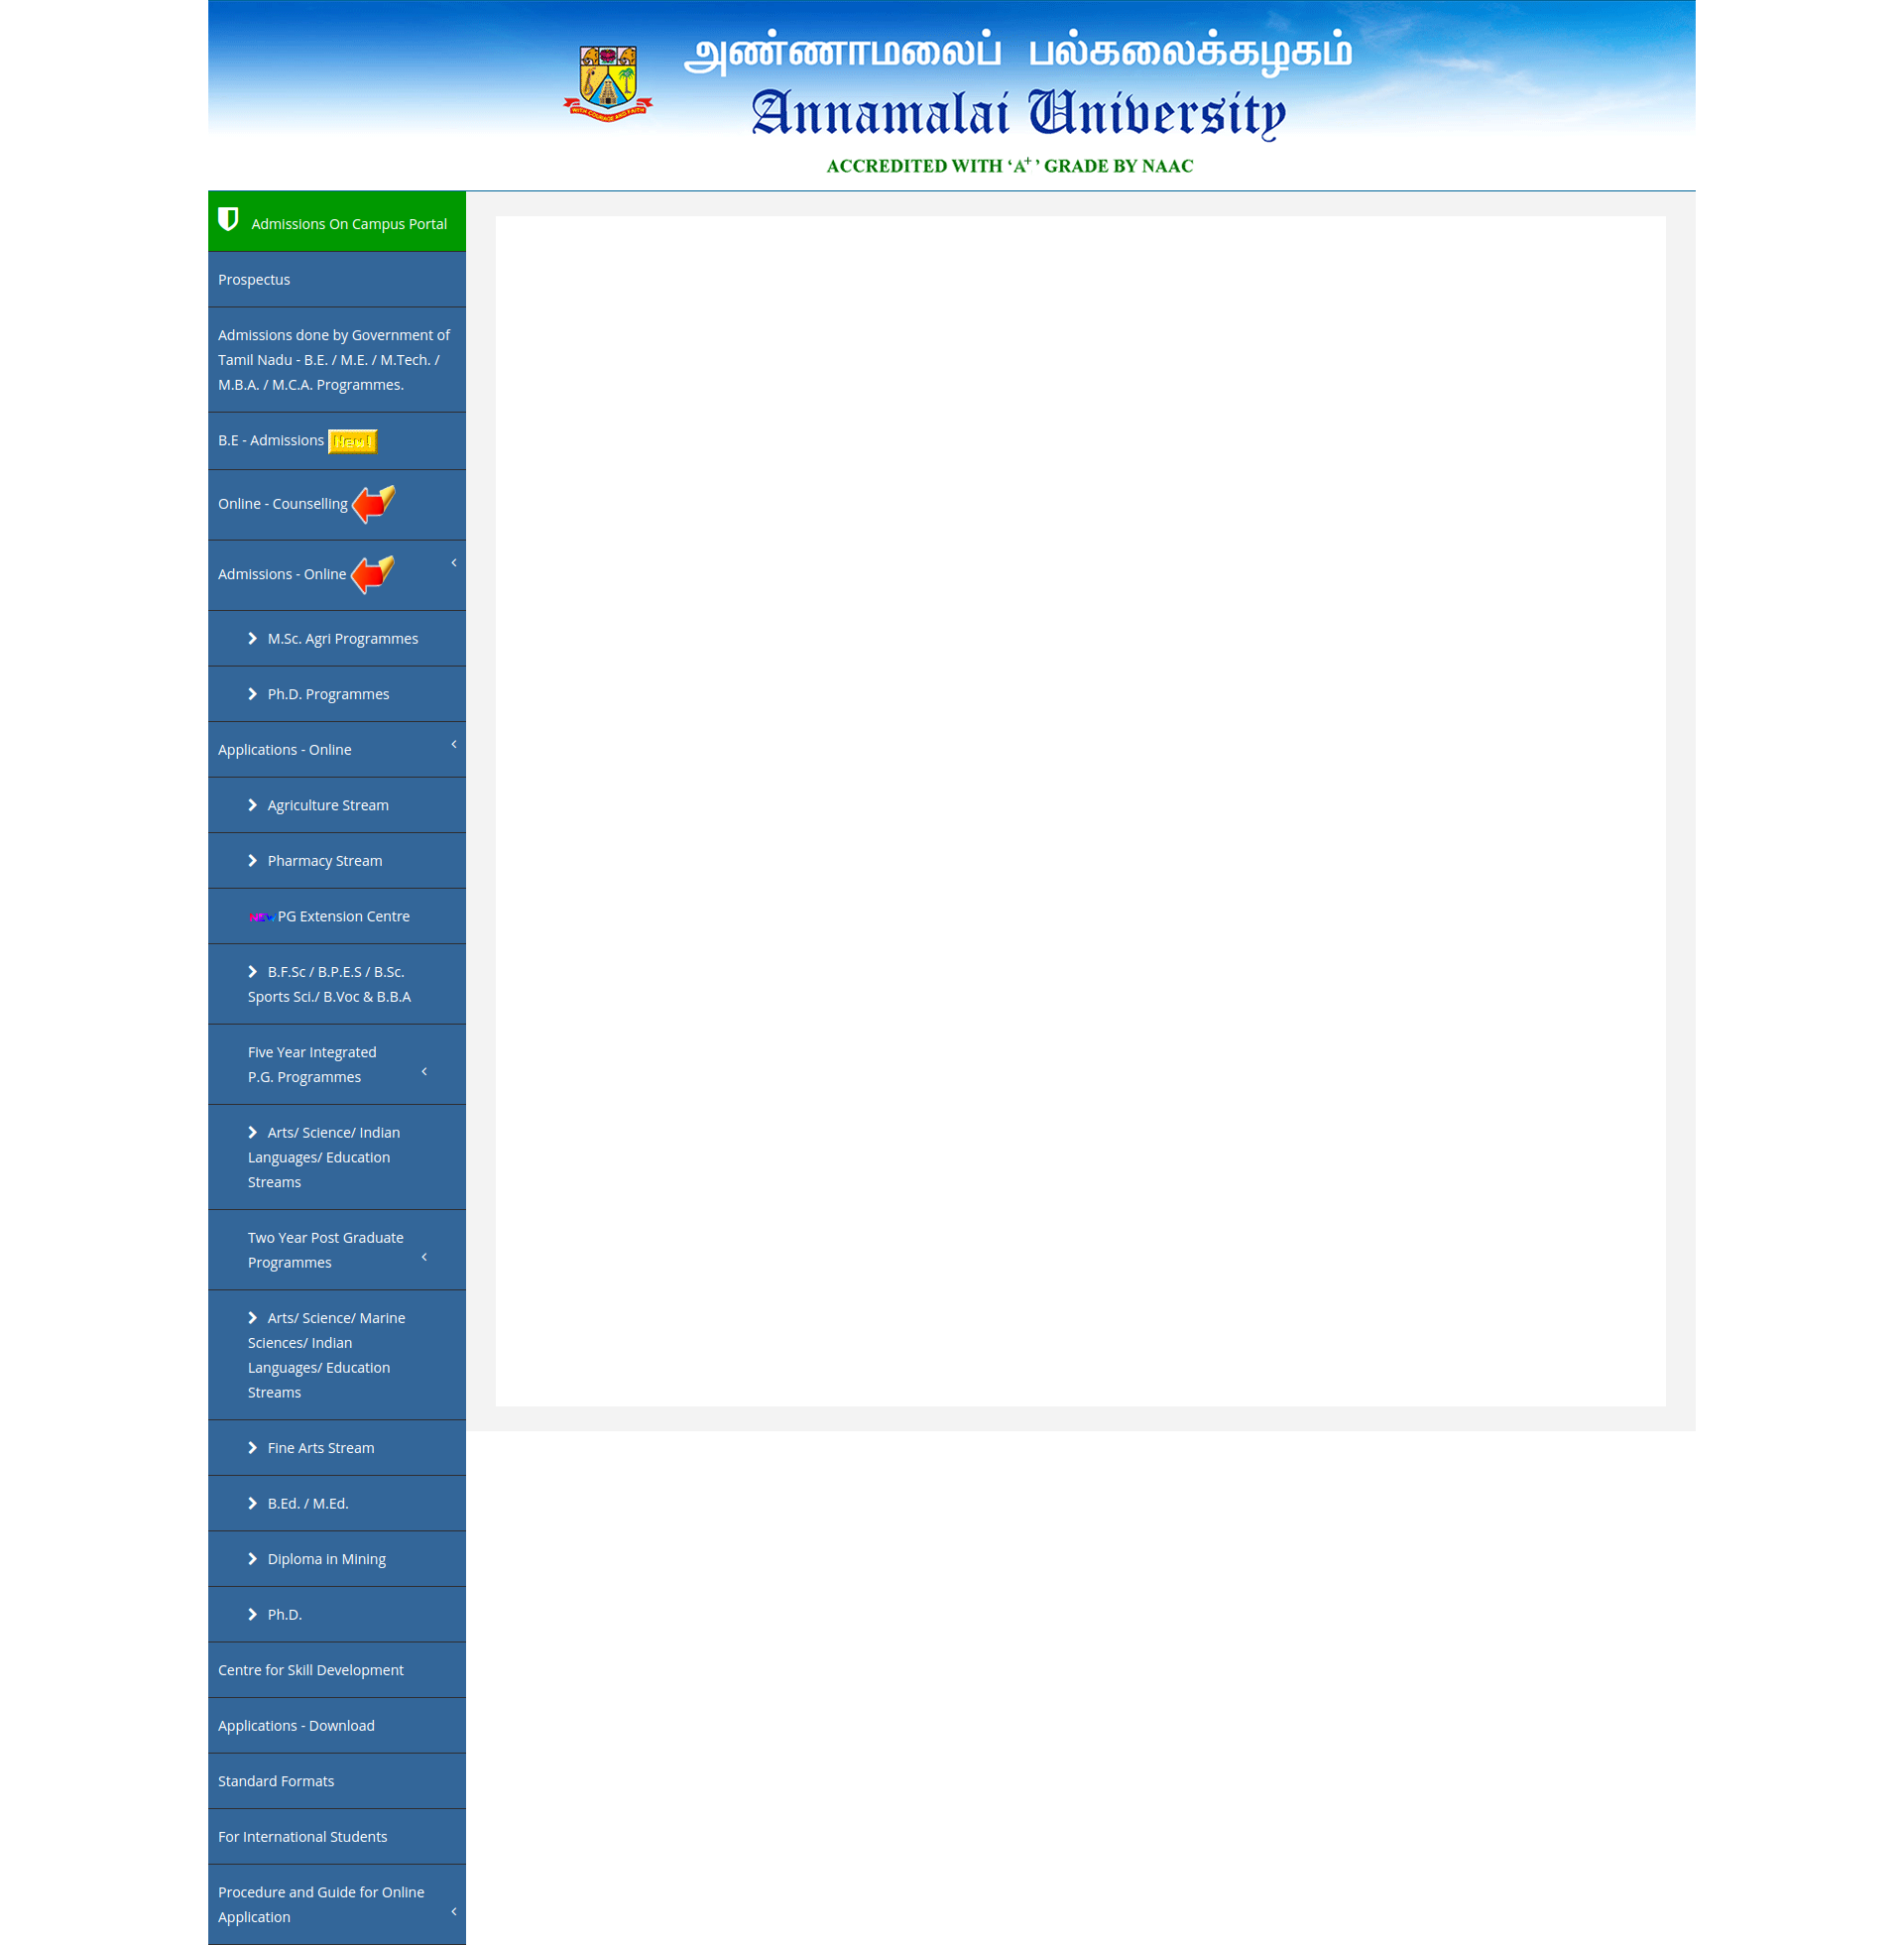 அண்ணாமலைப் பல்கலைக்கழகம்
Annamalai University
ACCREDITED WITH ‘A+’ GRADE BY NAAC
WITH COURAGE AND FAITH
Admissions On Campus Portal
Prospectus
Admissions done by Government of
Tamil Nadu - B.E. / M.E. / M.Tech. /
M.B.A. / M.C.A. Programmes.
B.E - Admissions New!
Online - Counselling
Admissions - Online
M.Sc. Agri Programmes
Ph.D. Programmes
Applications - Online
Agriculture Stream
Pharmacy Stream
NEW PG Extension Centre
B.F.Sc / B.P.E.S / B.Sc.
Sports Sci./ B.Voc & B.B.A
Five Year Integrated
P.G. Programmes
Arts/ Science/ Indian
Languages/ Education
Streams
Two Year Post Graduate
Programmes
Arts/ Science/ Marine
Sciences/ Indian
Languages/ Education
Streams
Fine Arts Stream
B.Ed. / M.Ed.
Diploma in Mining
Ph.D.
Centre for Skill Development
Applications - Download
Standard Formats
For International Students
Procedure and Guide for Online
Application